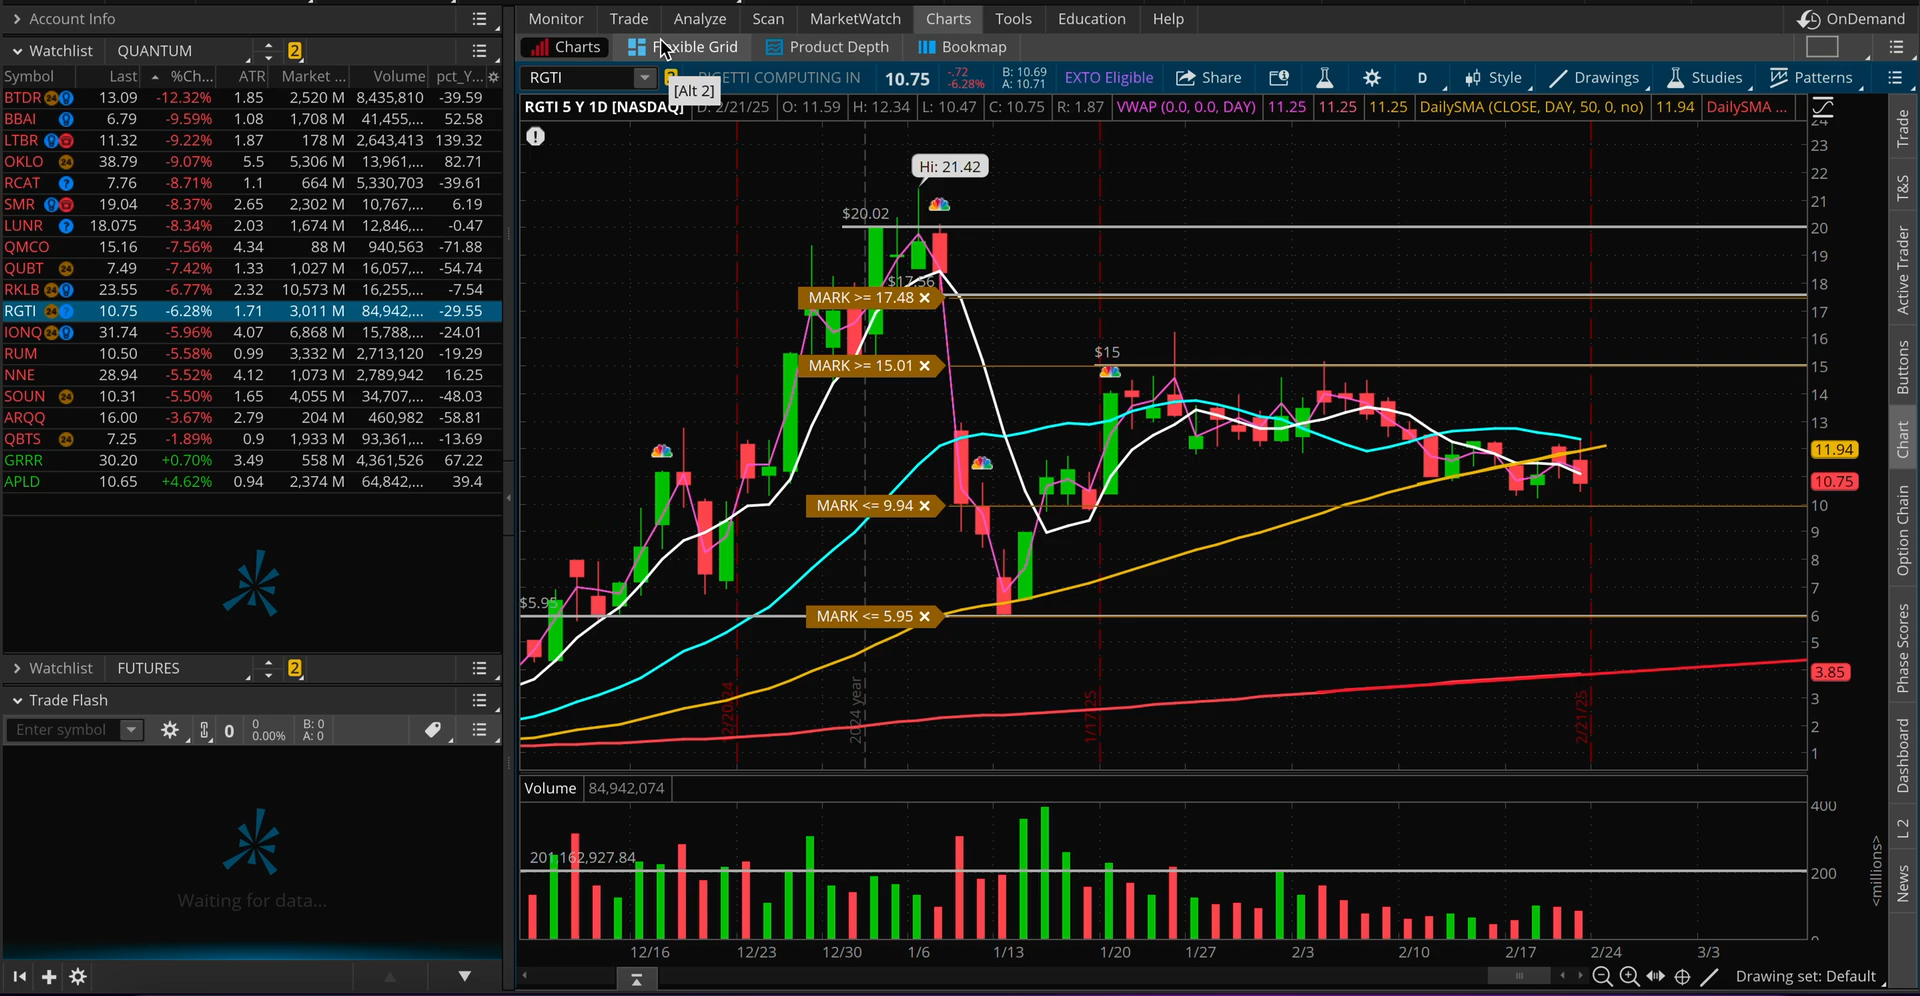 Account Info
Monitor Trade Analyze Scan MarketWatch Charts Tools Education Help OnDemand
Watchlist QUANTUM 2
Charts Flexible Grid Product Depth Bookmap
[Alt 2]
RGTI 10.75 -.72 -6.28% B: 10.69 A: 10.71 EXTO Eligible Share D Style Drawings Studies Patterns
RGTI 5 Y 1D [NASDAQ] D: 2/21/25 O: 11.59 H: 12.34 L: 10.47 C: 10.75 R: 1.87 VWAP (0.0, 0.0, DAY) 11.25 11.25 11.25 DailySMA (CLOSE, DAY, 50, 0, no) 11.94 DailySMA ...
Symbol Last %Ch... ATR Market ... Volume pct_Y...
BTDR 24 13.09 -12.32% 1.85 2,520 M 8,435,810 -39.59
BBAI 6.79 -9.59% 1.08 1,708 M 41,455,... 52.58
LTBR 11.32 -9.22% 1.87 178 M 2,643,413 139.32
OKLO 24 38.79 -9.07% 5.5 5,306 M 13,961,... 82.71
RCAT ? 7.76 -8.71% 1.1 664 M 5,330,703 -39.61
SMR 19.04 -8.37% 2.65 2,302 M 10,767,... 6.19
LUNR ? 18.075 -8.34% 2.03 1,674 M 12,846,... -0.47
QMCO 15.16 -7.56% 4.34 88 M 940,563 -71.88
QUBT 24 7.49 -7.42% 1.33 1,027 M 16,057,... -54.74
RKLB 24 23.55 -6.77% 2.32 10,573 M 16,255,... -7.54
RGTI 24 ? 10.75 -6.28% 1.71 3,011 M 84,942,... -29.55
IONQ 24 31.74 -5.96% 4.07 6,868 M 15,788,... -24.01
RUM 10.50 -5.58% 0.99 3,332 M 2,713,120 -19.29
NNE 28.94 -5.52% 4.12 1,073 M 2,789,942 16.25
SOUN 24 10.31 -5.50% 1.65 4,055 M 34,707,... -48.03
ARQQ 16.00 -3.67% 2.79 204 M 460,982 -58.81
QBTS 24 7.25 -1.89% 0.9 1,933 M 93,361,... -13.69
GRRR 30.20 +0.70% 3.49 558 M 4,361,526 67.22
APLD 10.65 +4.62% 0.94 2,374 M 64,842,... 39.4
Watchlist FUTURES 2
Trade Flash
Enter symbol 0 0 0.00% B: 0 A: 0
Waiting for data...
Hi: 21.42
$20.02
$17.56
MARK >= 17.48 ×
MARK >= 15.01 ×
$15
MARK <= 9.94 ×
$5.95
MARK <= 5.95 ×
2024 year
1/17/25
2/21/25
24
23
22
21
20
19
18
17
16
15
14
13
11.94
10.75
10
9
8
7
6
5
3.85
3
2
1
Volume 84,942,074
201,162,927.84
400
200
0
<millions>
12/16 12/23 12/30 1/6 1/13 1/20 1/27 2/3 2/10 2/17 2/24 3/3
Drawing set: Default
Trade
T&S
Active Trader
Buttons
Chart
Option Chain
Phase Scores
Dashboard
L 2
News